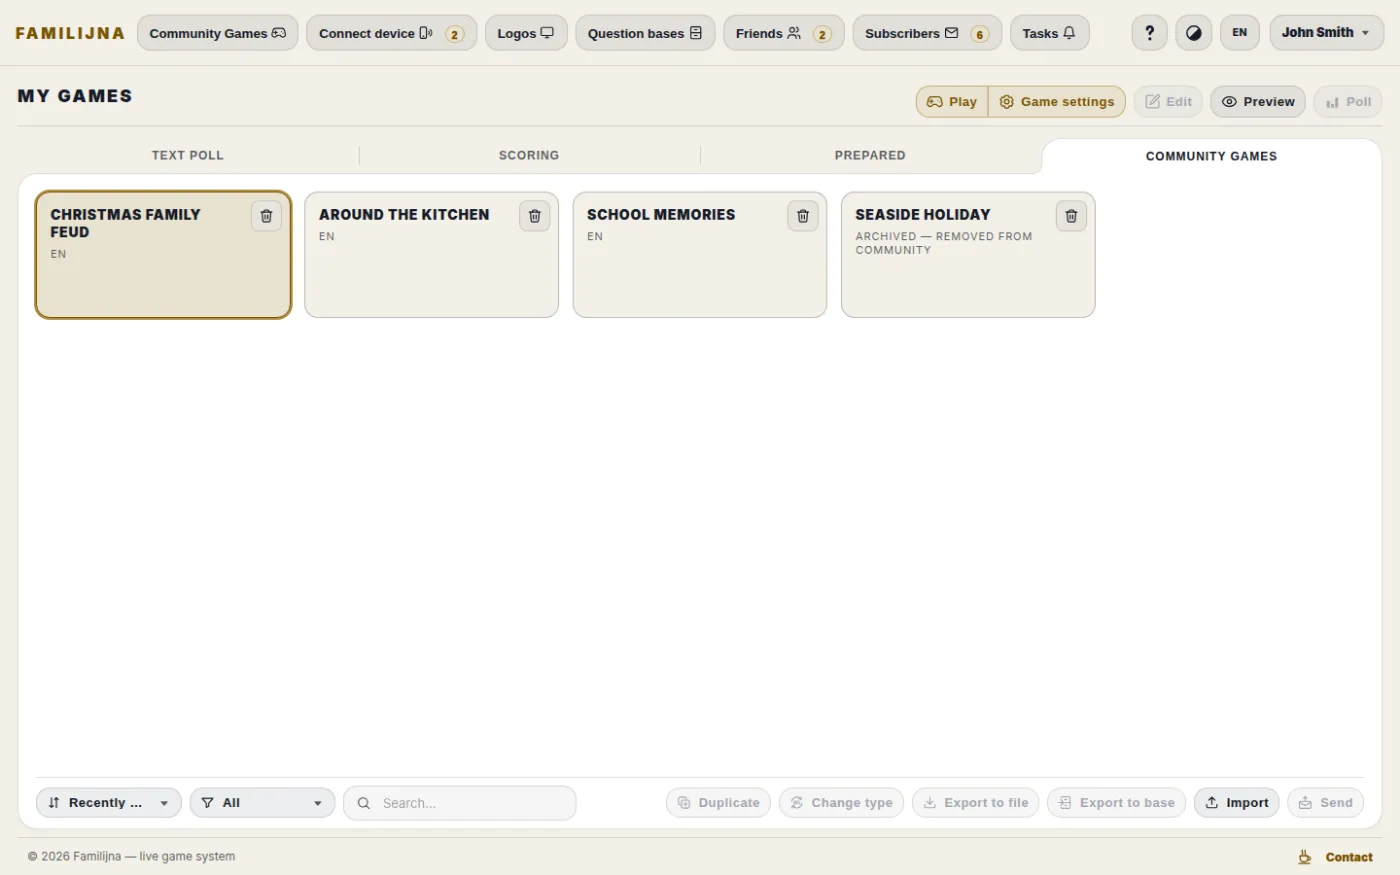 FAMILIJNA Community Games Connect device 2 Logos Question bases Friends 2 Subscribers 6 Tasks ? EN John Smith
MY GAMES
Play Game settings Edit Preview Poll
TEXT POLL SCORING PREPARED COMMUNITY GAMES
CHRISTMAS FAMILY
FEUD
EN
AROUND THE KITCHEN
EN
SCHOOL MEMORIES
EN
SEASIDE HOLIDAY
ARCHIVED — REMOVED FROM
COMMUNITY
Recently ... All Search... Duplicate Change type Export to file Export to base Import Send
© 2026 Familijna — live game system Contact